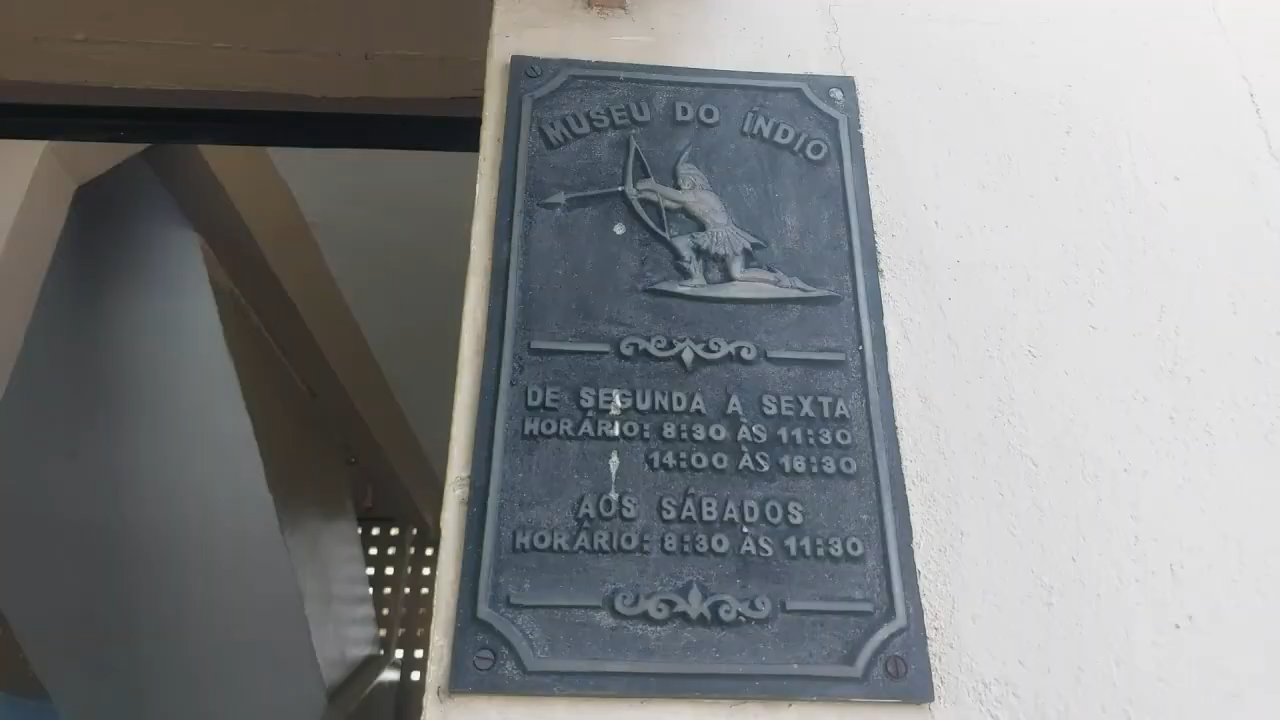 MUSEU DO ÍNDIO
DE SEGUNDA A SEXTA
HORÁRIO: 8:30 ÀS 11:30
14:00 ÀS 16:30
AOS SÁBADOS
HORÁRIO: 8:30 ÀS 11:30